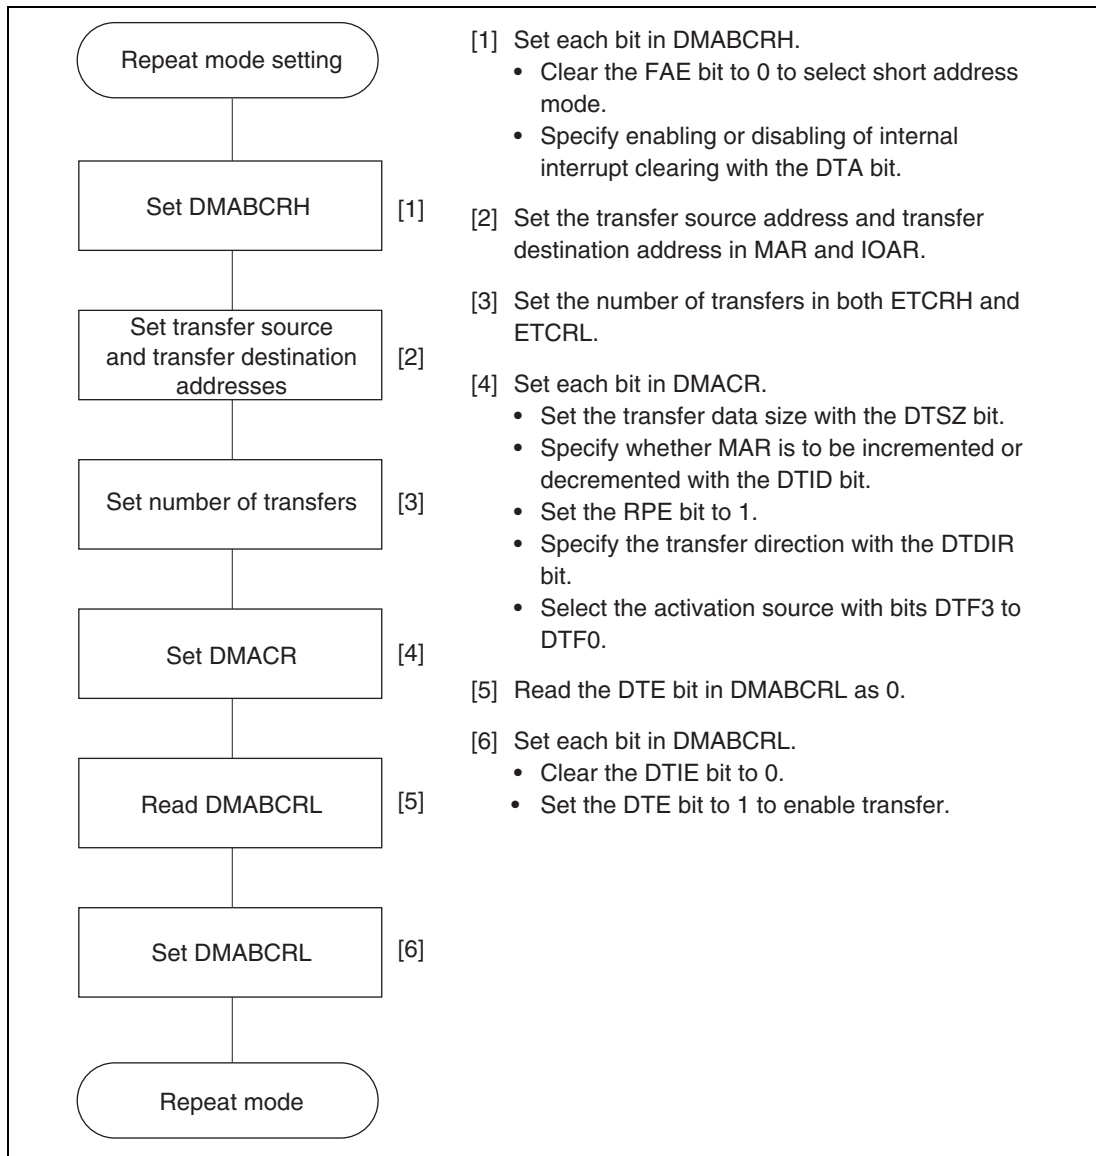 Repeat mode setting
Set DMABCRH
[1]
Set transfer source
and transfer destination
addresses
[2]
Set number of transfers
[3]
Set DMACR
[4]
Read DMABCRL
[5]
Set DMABCRL
[6]
Repeat mode
[1] Set each bit in DMABCRH.
• Clear the FAE bit to 0 to select short address
mode.
• Specify enabling or disabling of internal
interrupt clearing with the DTA bit.
[2] Set the transfer source address and transfer
destination address in MAR and IOAR.
[3] Set the number of transfers in both ETCRH and
ETCRL.
[4] Set each bit in DMACR.
• Set the transfer data size with the DTSZ bit.
• Specify whether MAR is to be incremented or
decremented with the DTID bit.
• Set the RPE bit to 1.
• Specify the transfer direction with the DTDIR
bit.
• Select the activation source with bits DTF3 to
DTF0.
[5] Read the DTE bit in DMABCRL as 0.
[6] Set each bit in DMABCRL.
• Clear the DTIE bit to 0.
• Set the DTE bit to 1 to enable transfer.